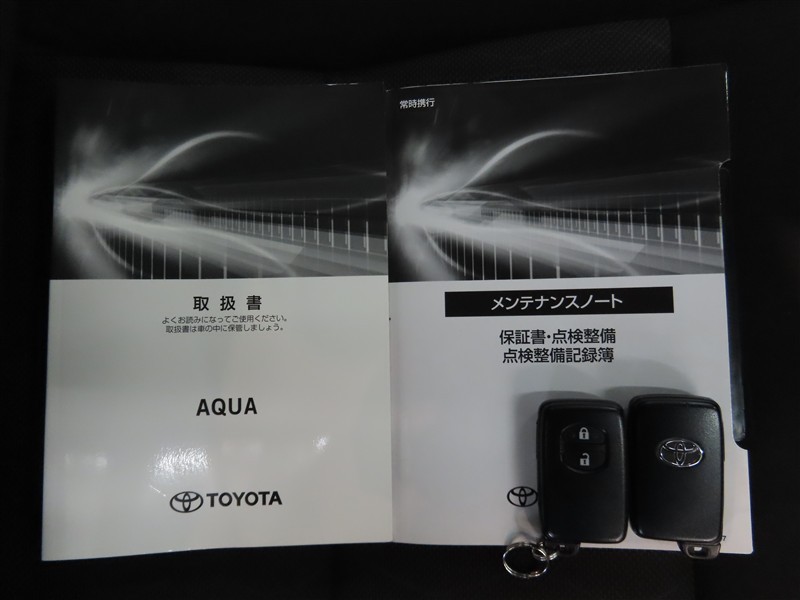 取扱書
よくお読みになってご使用ください。
取扱書は車の中に保管しましょう。
AQUA
TOYOTA
常時携行
メンテナンスノート
保証書・点検整備
点検整備記録簿